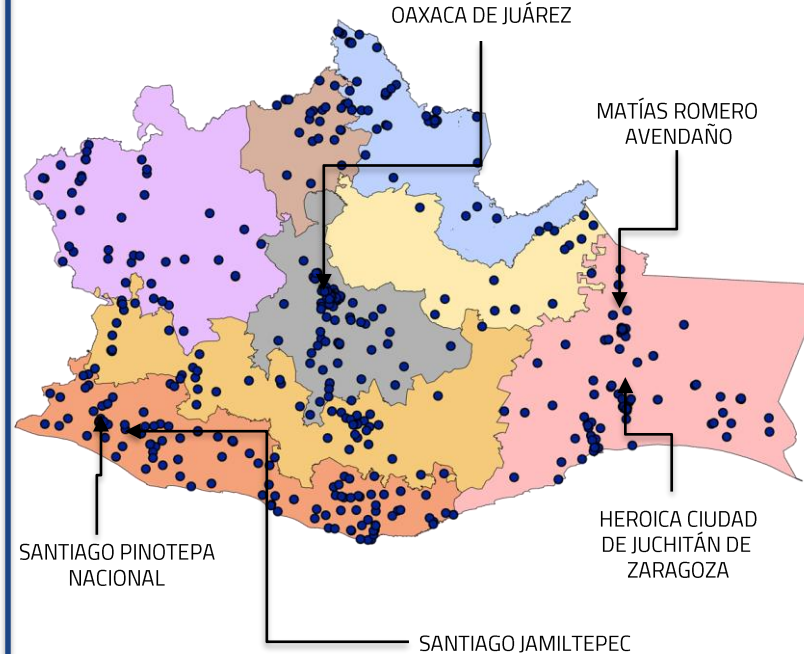 OAXACA DE JUÁREZ
MATÍAS ROMERO
AVENDAÑO
HEROICA CIUDAD
DE JUCHITÁN DE
ZARAGOZA
SANTIAGO PINOTEPA
NACIONAL
SANTIAGO JAMILTEPEC